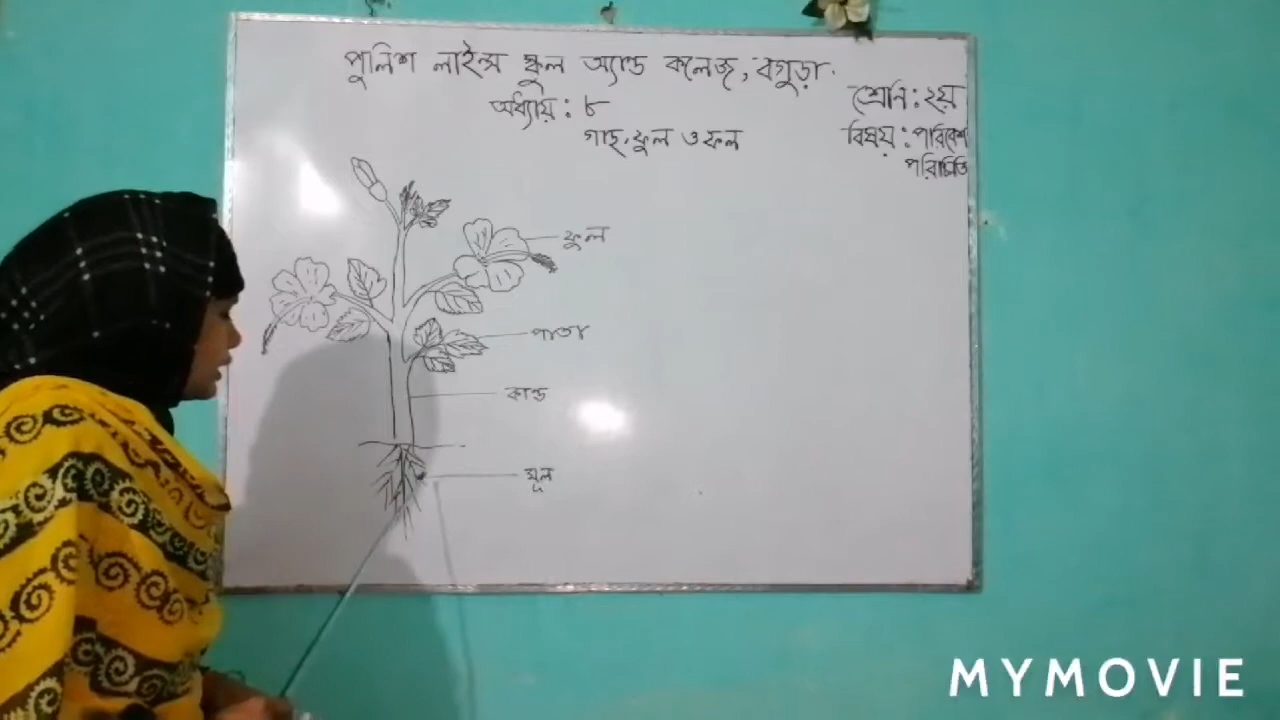 পুলিশ লাইন্স স্কুল অ্যান্ড কলেজ, বগুড়া.
অধ্যায় : ৮
গাছ, ফুল ও ফল
শ্রেনি : ২য়
বিষয় : পরিবেশ
পরিচিতি
ফুল
পাতা
কান্ড
মূল
MYMOVIE